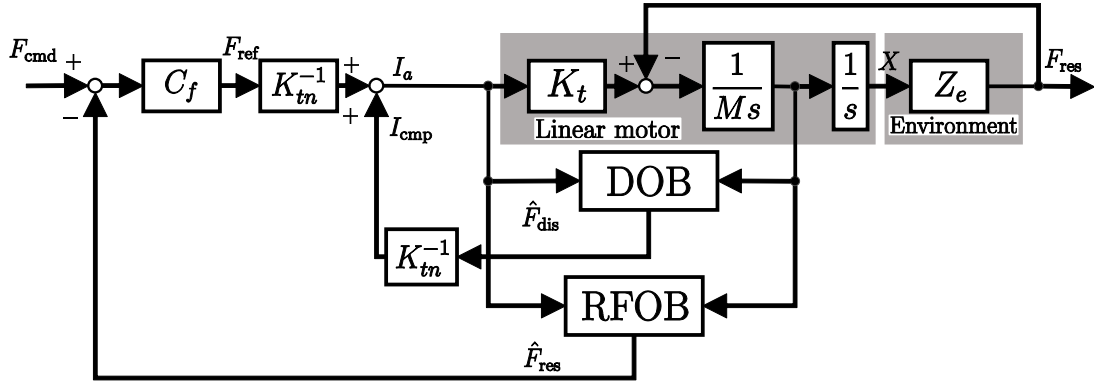 F_cmd
+
−
C_f
F_ref
K_tn^{-1}
+
+
I_a
I_cmp
K_t
+
−
1
Ms
1
s
X
Z_e
F_res
Linear motor
Environment
DOB
F̂_dis
K_tn^{-1}
RFOB
F̂_res